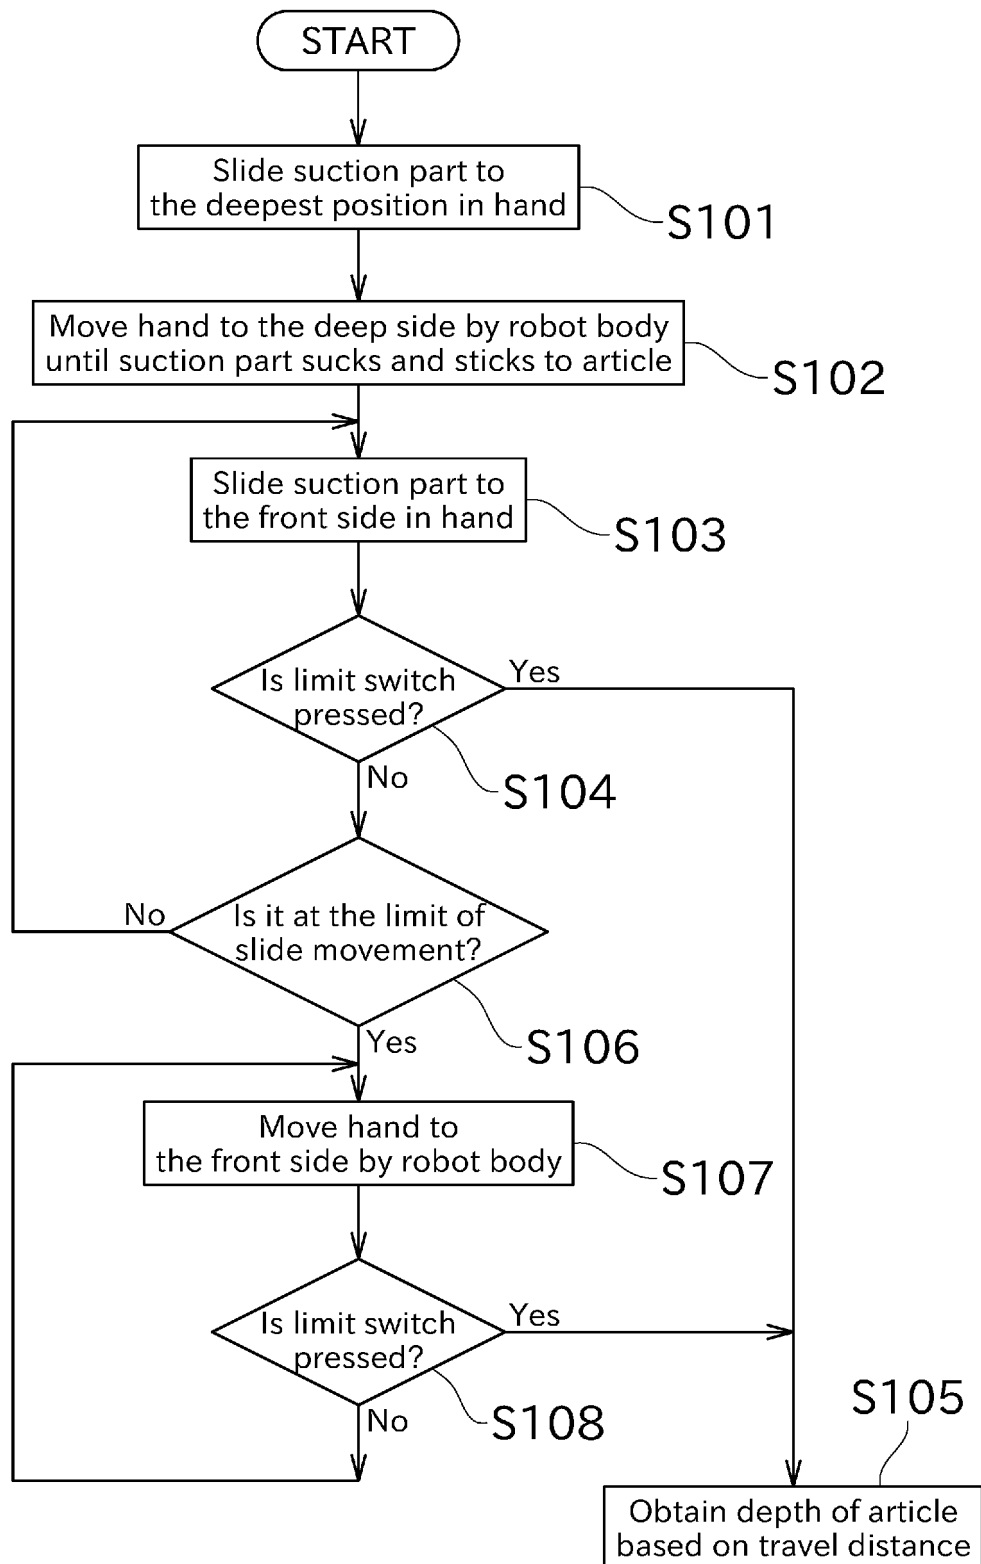 START
Slide suction part to
the deepest position in hand
S101
Move hand to the deep side by robot body
until suction part sucks and sticks to article
S102
Slide suction part to
the front side in hand
S103
Is limit switch
pressed?
Yes
No
S104
Is it at the limit of
slide movement?
No
Yes
S106
Move hand to
the front side by robot body
S107
Is limit switch
pressed?
Yes
No
S108
S105
Obtain depth of article
based on travel distance